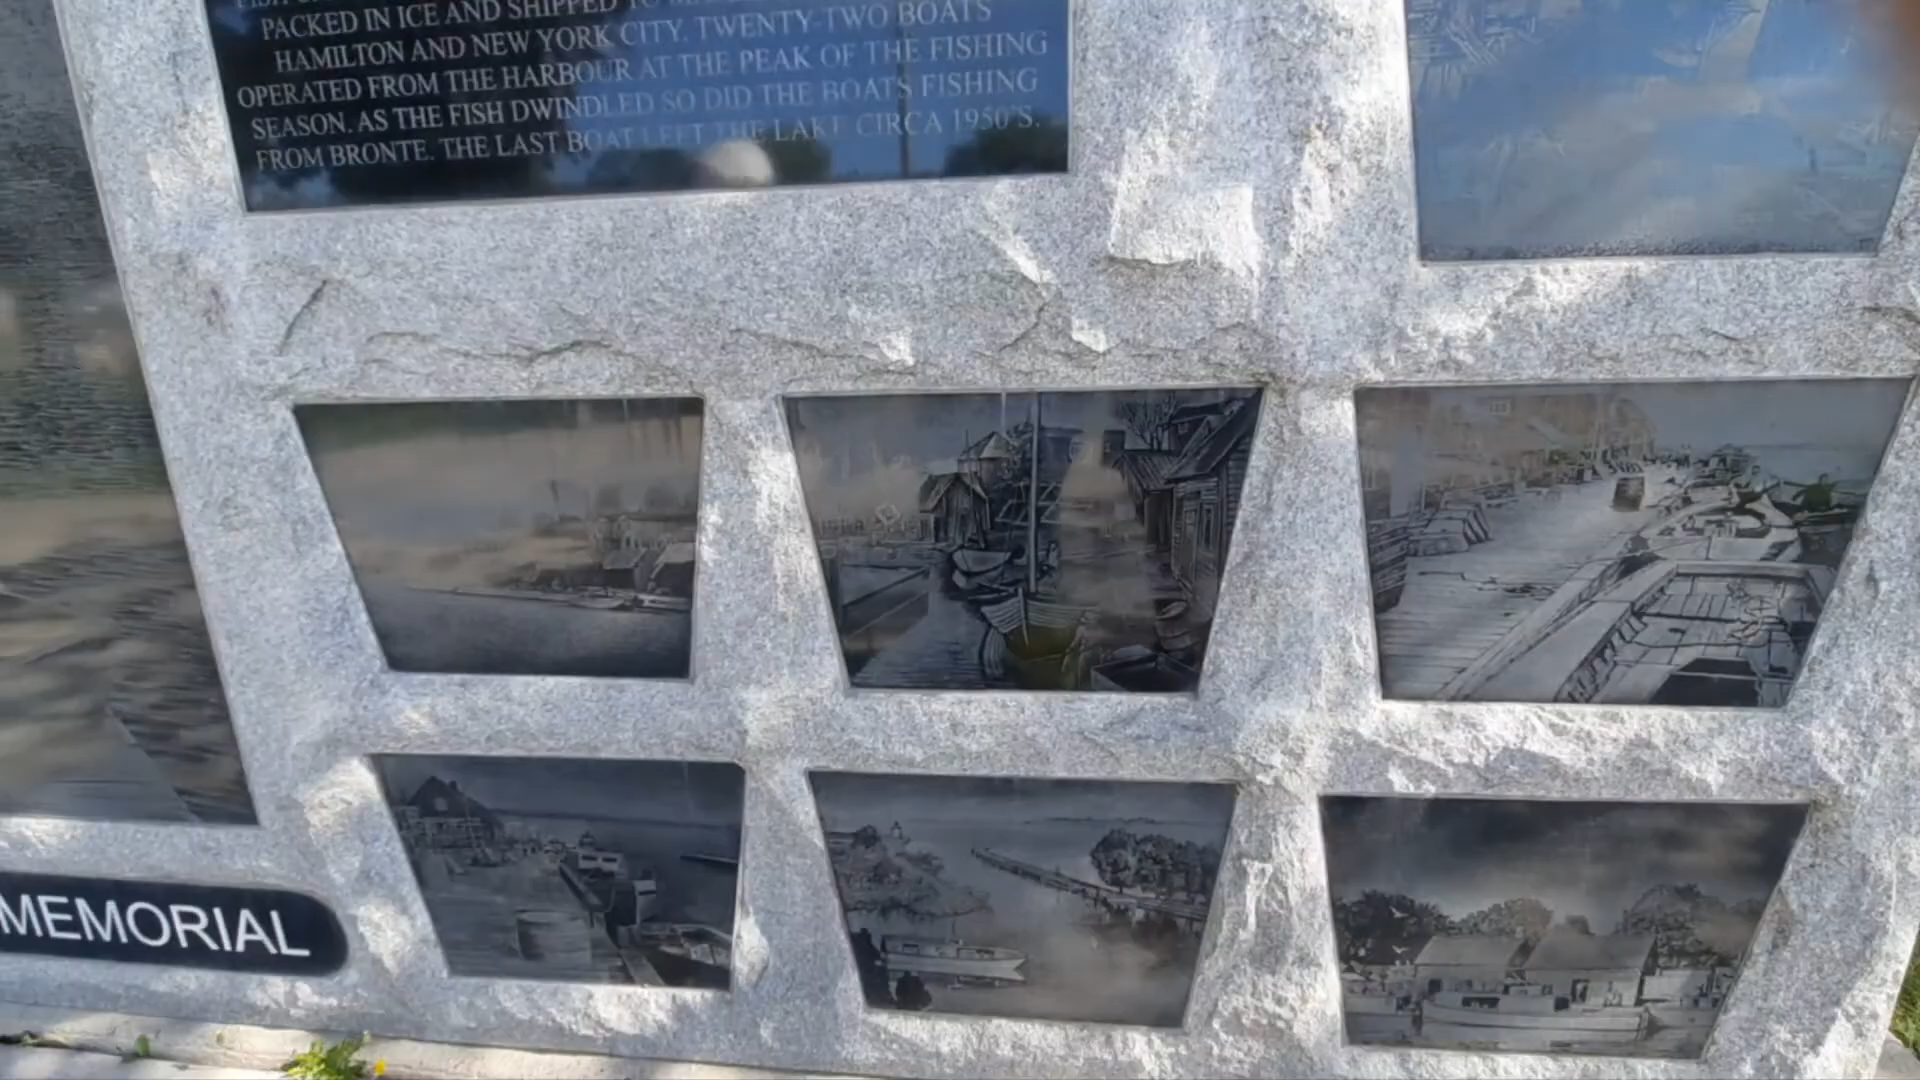 PACKED IN ICE AND SHIPPED TO
HAMILTON AND NEW YORK CITY. TWENTY-TWO BOATS
OPERATED FROM THE HARBOUR AT THE PEAK OF THE FISHING
SEASON. AS THE FISH DWINDLED SO DID THE BOATS FISHING
FROM BRONTE. THE LAST BOAT LEFT THE LAKE CIRCA 1950'S.
MEMORIAL